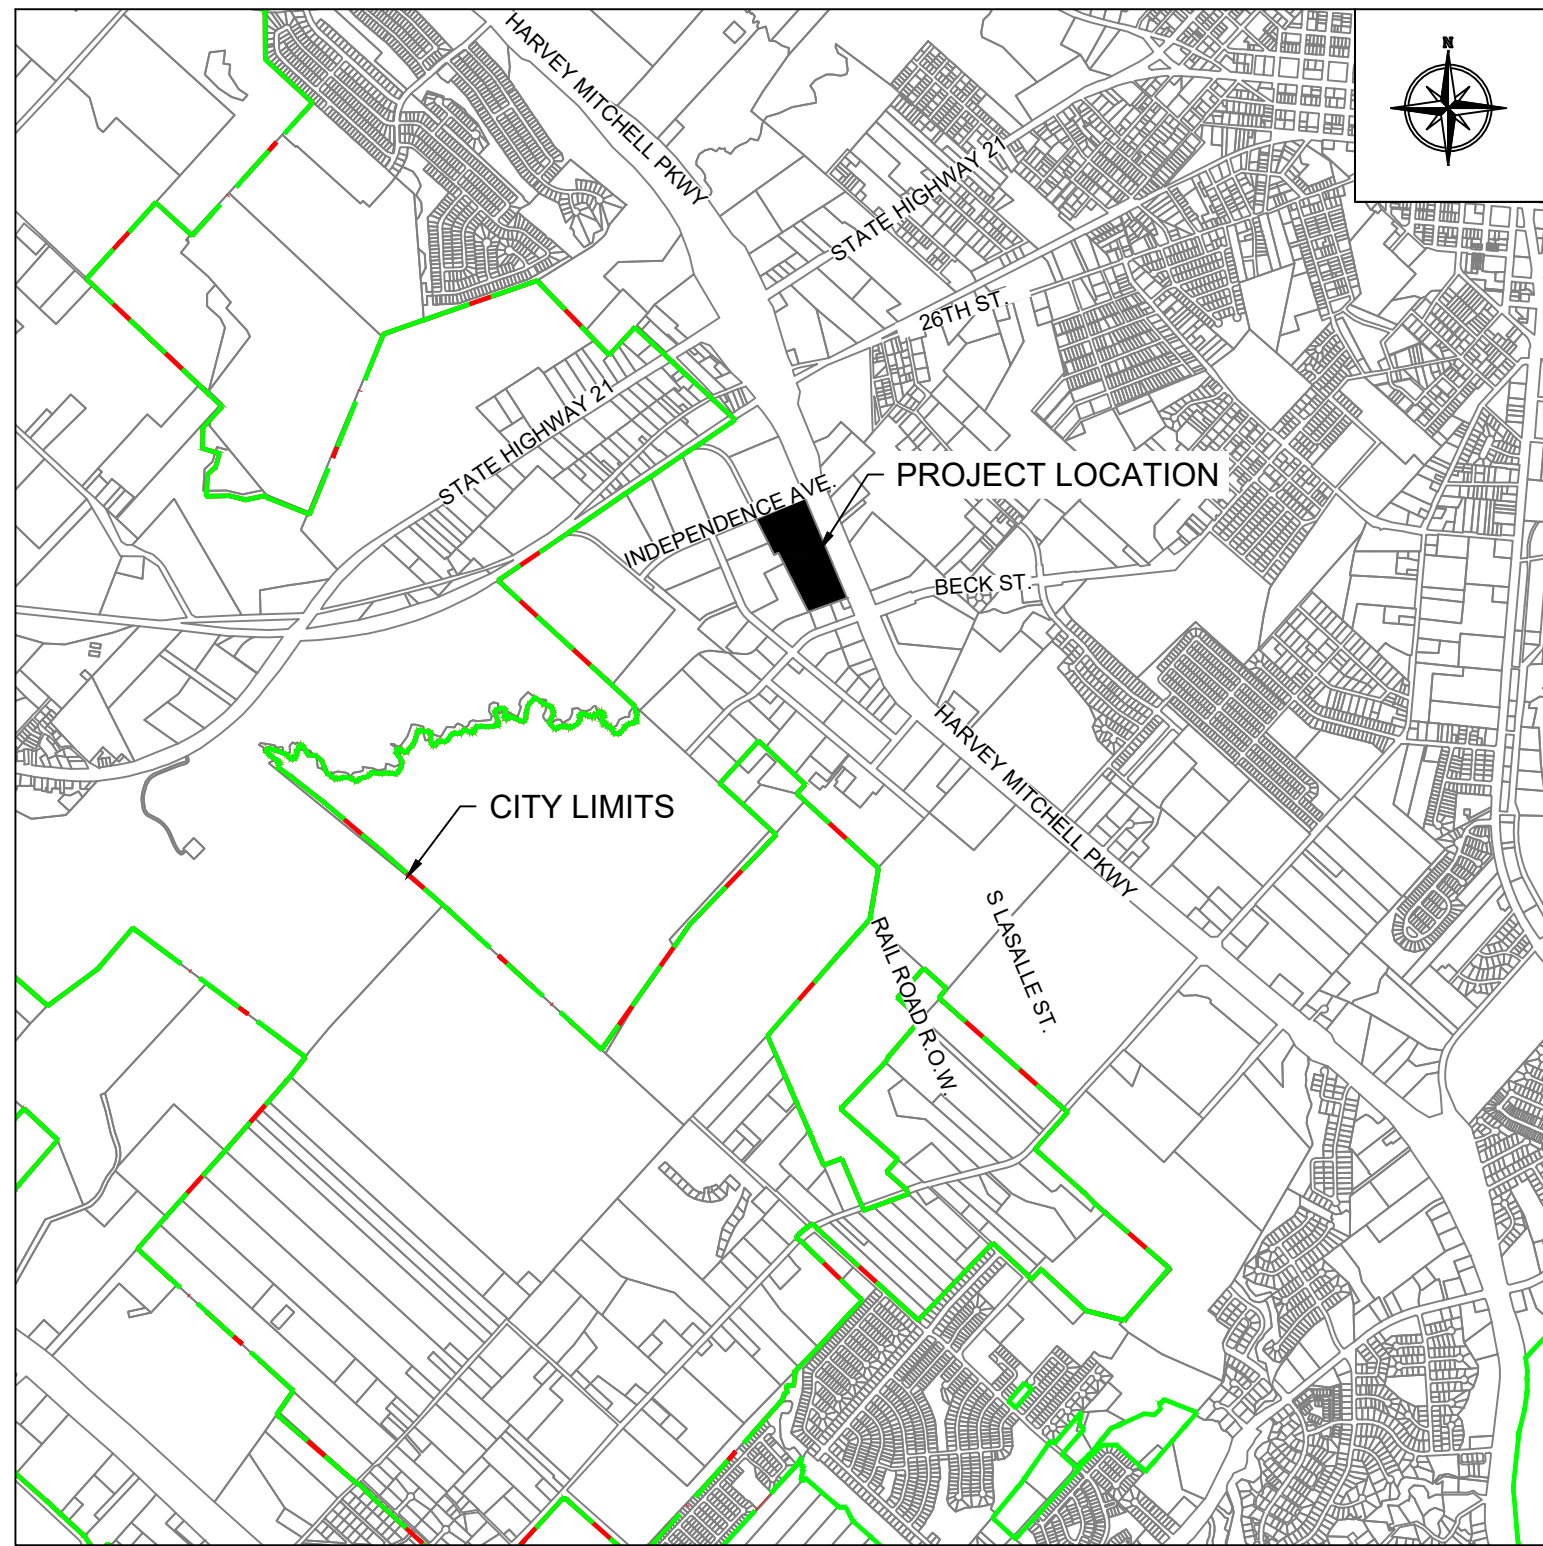 HARVEY MITCHELL PKWY
N
STATE HIGHWAY 21
26TH ST.
STATE HIGHWAY 21
INDEPENDENCE AVE.
PROJECT LOCATION
BECK ST.
HARVEY MITCHELL PKWY
CITY LIMITS
S LASALLE ST.
RAIL ROAD R.O.W.